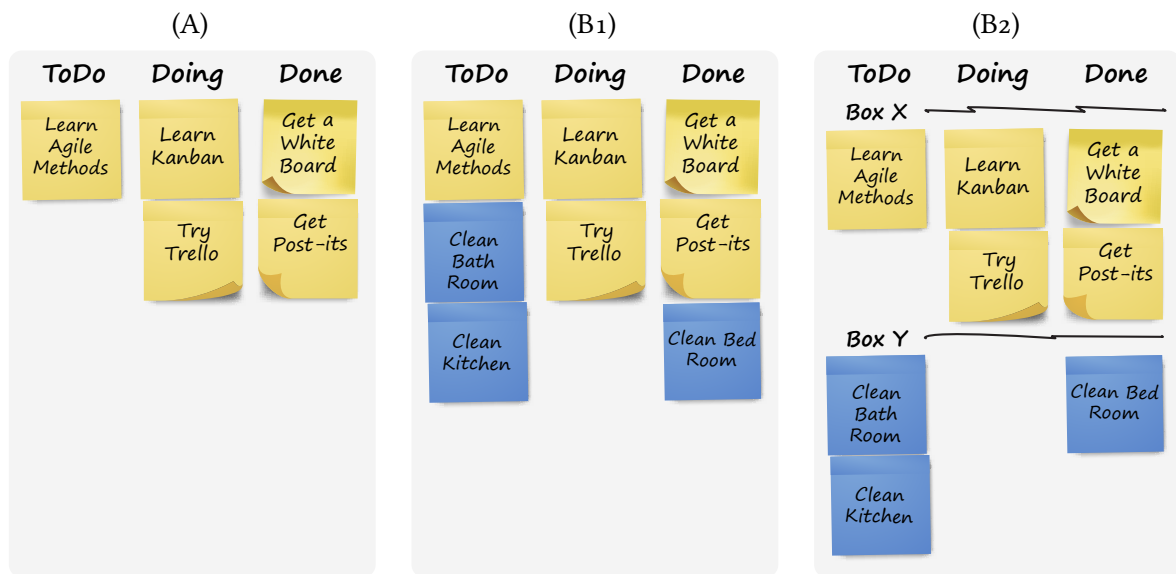 (A)
ToDo Doing Done
Learn
Agile
Methods
Learn
Kanban
Get a
White
Board
Try
Trello
Get
Post-its
(B1)
ToDo Doing Done
Learn
Agile
Methods
Learn
Kanban
Get a
White
Board
Clean
Bath
Room
Try
Trello
Get
Post-its
Clean
Kitchen
Clean Bed
Room
(B2)
ToDo Doing Done
Box X
Learn
Agile
Methods
Learn
Kanban
Get a
White
Board
Try
Trello
Get
Post-its
Box Y
Clean
Bath
Room
Clean Bed
Room
Clean
Kitchen